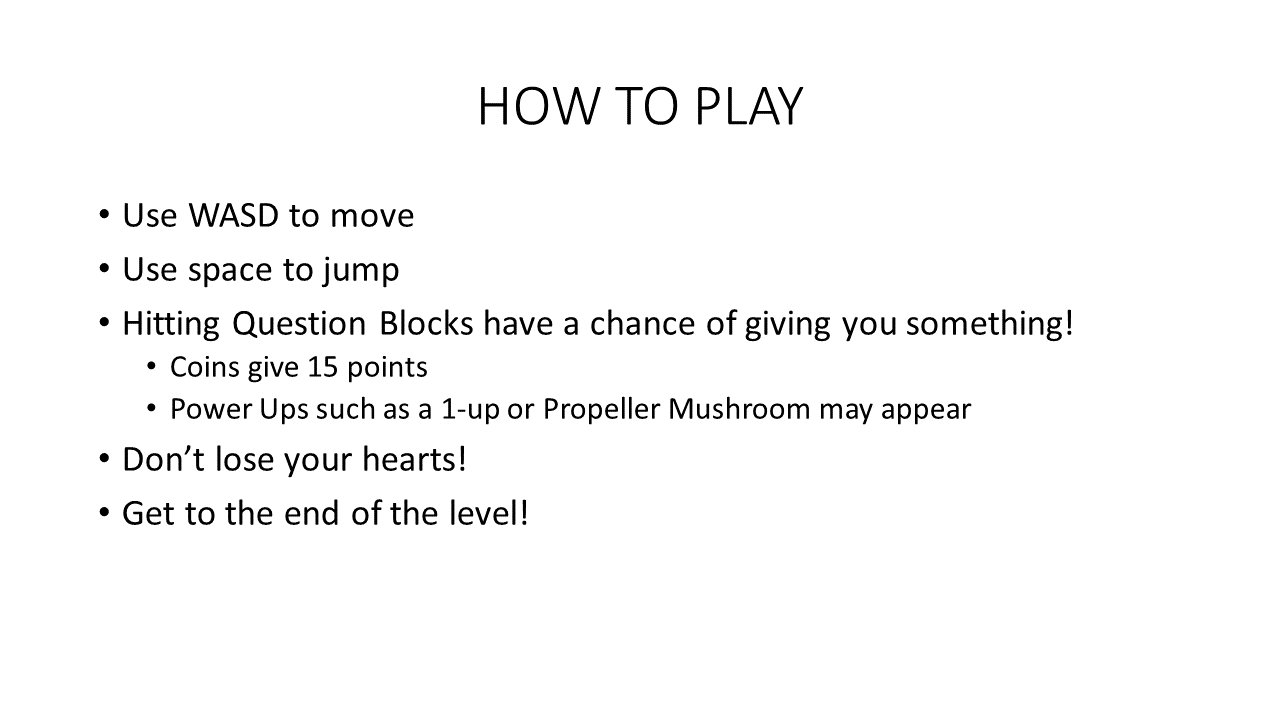 HOW TO PLAY
• Use WASD to move
• Use space to jump
• Hitting Question Blocks have a chance of giving you something!
• Coins give 15 points
• Power Ups such as a 1-up or Propeller Mushroom may appear
• Don’t lose your hearts!
• Get to the end of the level!